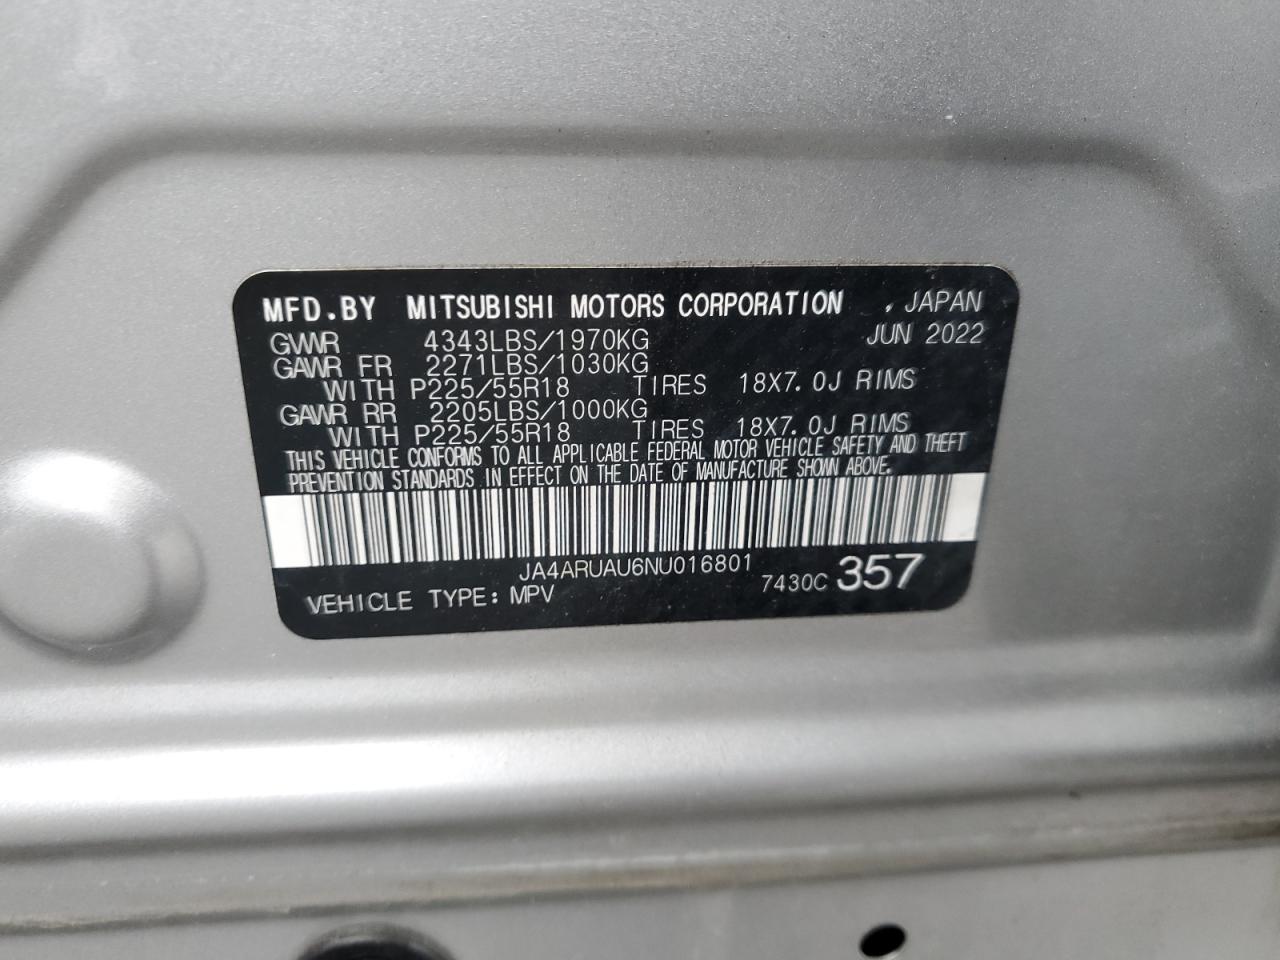 MFD.BY MITSUBISHI MOTORS CORPORATION , JAPAN
GVWR 4343LBS/1970KG JUN 2022
GAWR FR 2271LBS/1030KG
WITH P225/55R18 TIRES 18X7.0J RIMS
GAWR RR 2205LBS/1000KG
WITH P225/55R18 TIRES 18X7.0J RIMS
THIS VEHICLE CONFORMS TO ALL APPLICABLE FEDERAL MOTOR VEHICLE SAFETY AND THEFT
PREVENTION STANDARDS IN EFFECT ON THE DATE OF MANUFACTURE SHOWN ABOVE.
JA4ARUAU6NU016801
VEHICLE TYPE: MPV 7430C 357